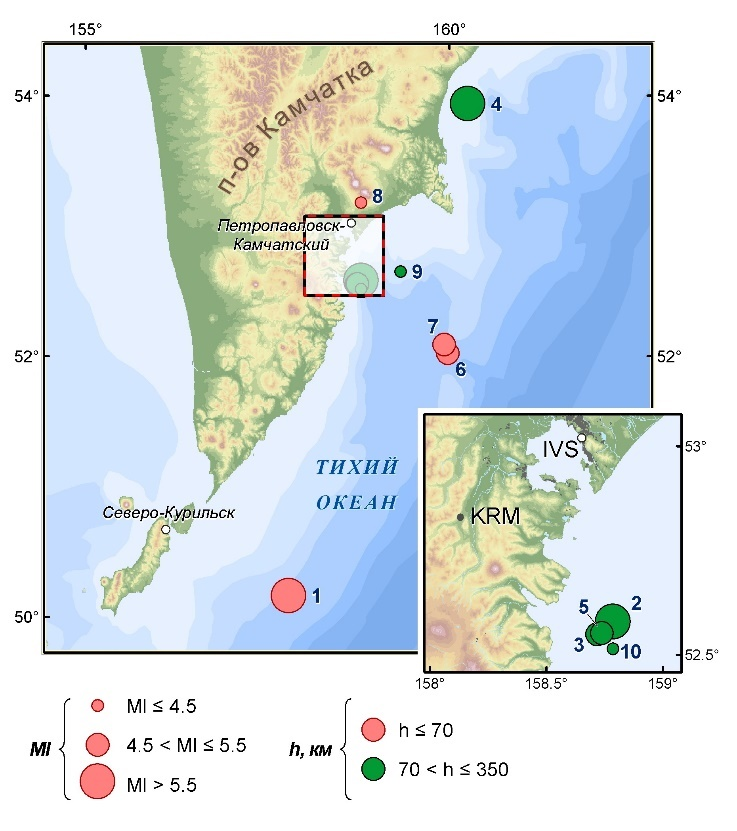 155°
160°
54°
54°
4
п-ов Камчатка
8
Петропавловск-
Камчатский
9
7
6
52°
52°
ТИХИЙ
ОКЕАН
Северо-Курильск
1
50°
53°
IVS
KRM
5
2
3
10
52.5°
158°
158.5°
159°
Ml
Ml ≤ 4.5
4.5 < Ml ≤ 5.5
Ml > 5.5
h, км
h ≤ 70
70 < h ≤ 350